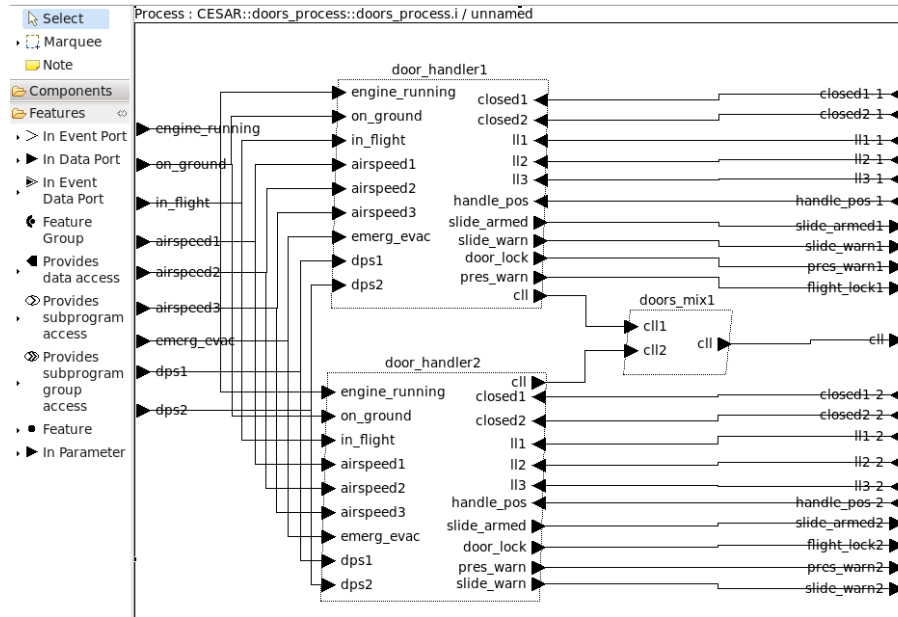 Process : CESAR::doors_process::doors_process.i / unnamed
Select
Marquee
Note
Components
Features
In Event Port
In Data Port
In Event
Data Port
Feature
Group
Provides
data access
Provides
subprogram
access
Provides
subprogram
group
access
Feature
In Parameter
engine_running
on_ground
in_flight
airspeed1
airspeed2
airspeed3
emerg_evac
dps1
dps2
door_handler1
engine_running
on_ground
in_flight
airspeed1
airspeed2
airspeed3
emerg_evac
dps1
dps2
closed1
closed2
ll1
ll2
ll3
handle_pos
slide_armed
slide_warn
door_lock
pres_warn
cll
door_handler2
engine_running
on_ground
in_flight
airspeed1
airspeed2
airspeed3
emerg_evac
dps1
dps2
cll
closed1
closed2
ll1
ll2
ll3
handle_pos
slide_armed
door_lock
pres_warn
slide_warn
doors_mix1
cll1
cll2
cll
closed1_1
closed2_1
ll1_1
ll2_1
ll3_1
handle_pos_1
slide_armed1
slide_warn1
pres_warn1
flight_lock1
cll
closed1_2
closed2_2
ll1_2
ll2_2
ll3_2
handle_pos_2
slide_armed2
flight_lock2
pres_warn2
slide_warn2